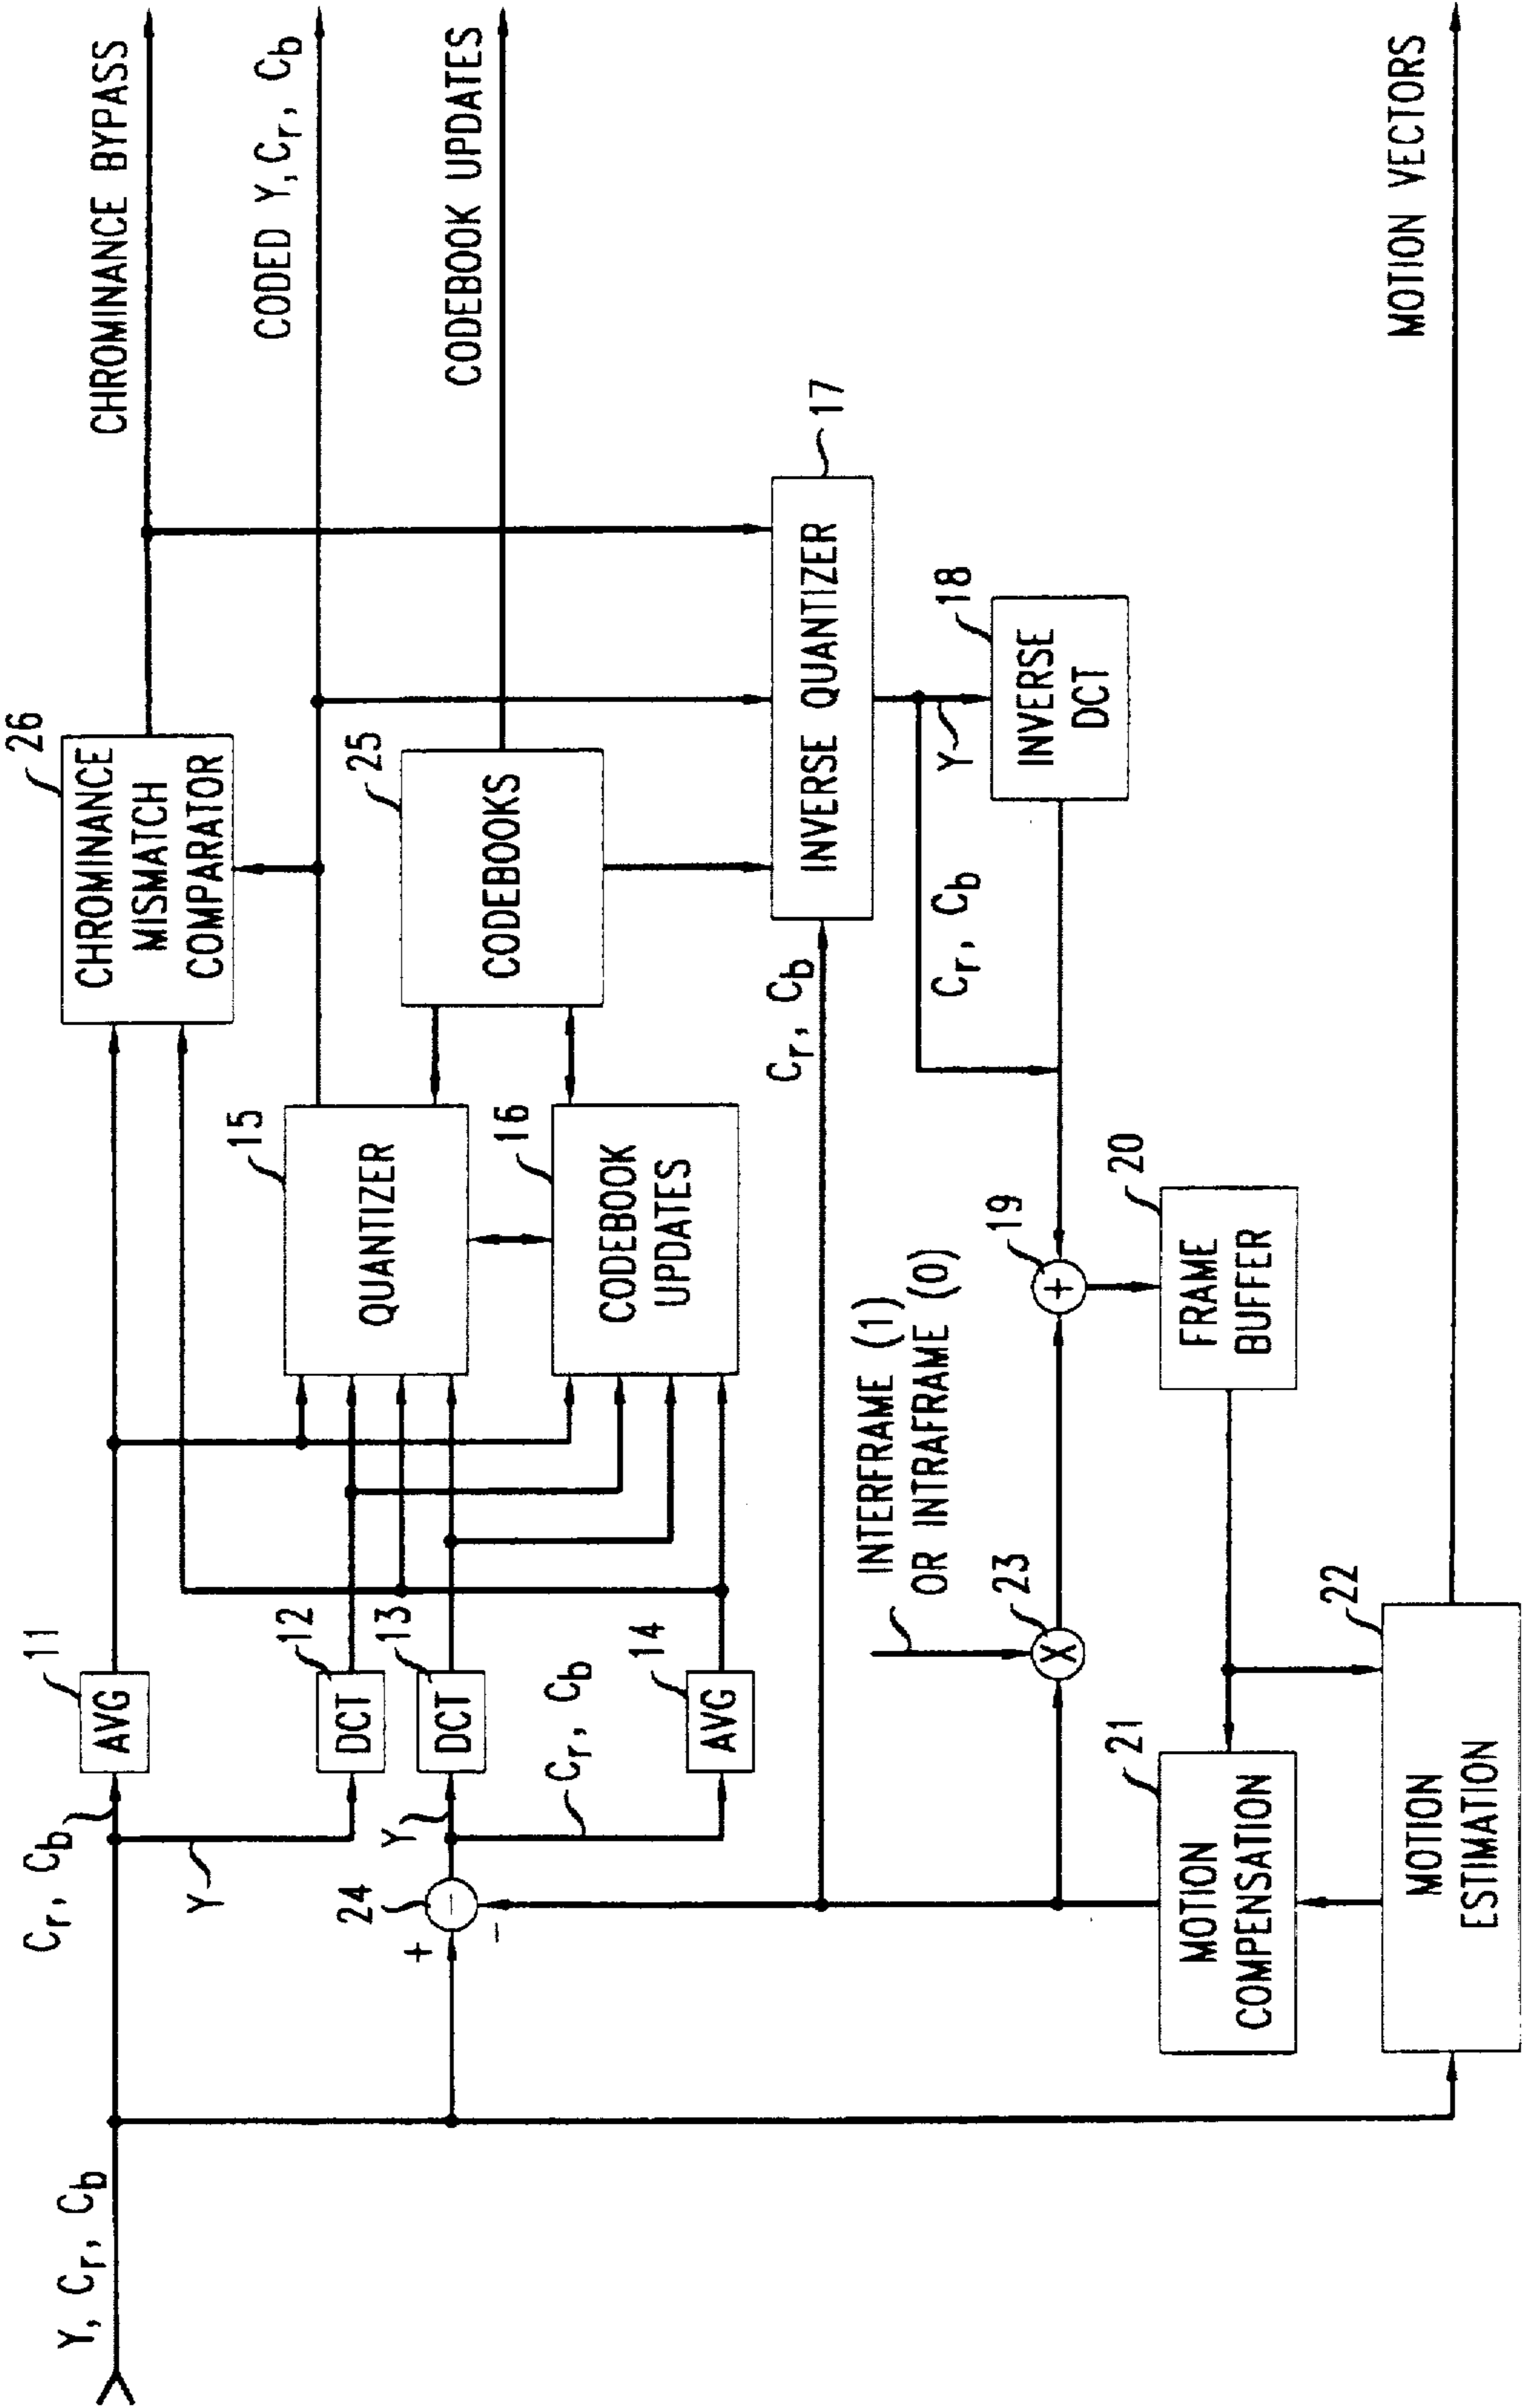 Y, Cr, Cb
Cr, Cb
Y
11
AVG
12
DCT
13
DCT
Y
Cr, Cb
14
AVG
24
+
-
-
15
QUANTIZER
16
CODEBOOK
UPDATES
26
CHROMINANCE
MISMATCH
COMPARATOR
25
CODEBOOKS
CHROMINANCE BYPASS
CODED Y, Cr, Cb
CODEBOOK UPDATES
Cr, Cb
17
INVERSE QUANTIZER
Y
18
INVERSE
DCT
Cr, Cb
INTERFRAME (1)
OR INTRAFRAME (0)
23
X
19
+
20
FRAME
BUFFER
21
MOTION
COMPENSATION
22
MOTION
ESTIMATION
MOTION VECTORS